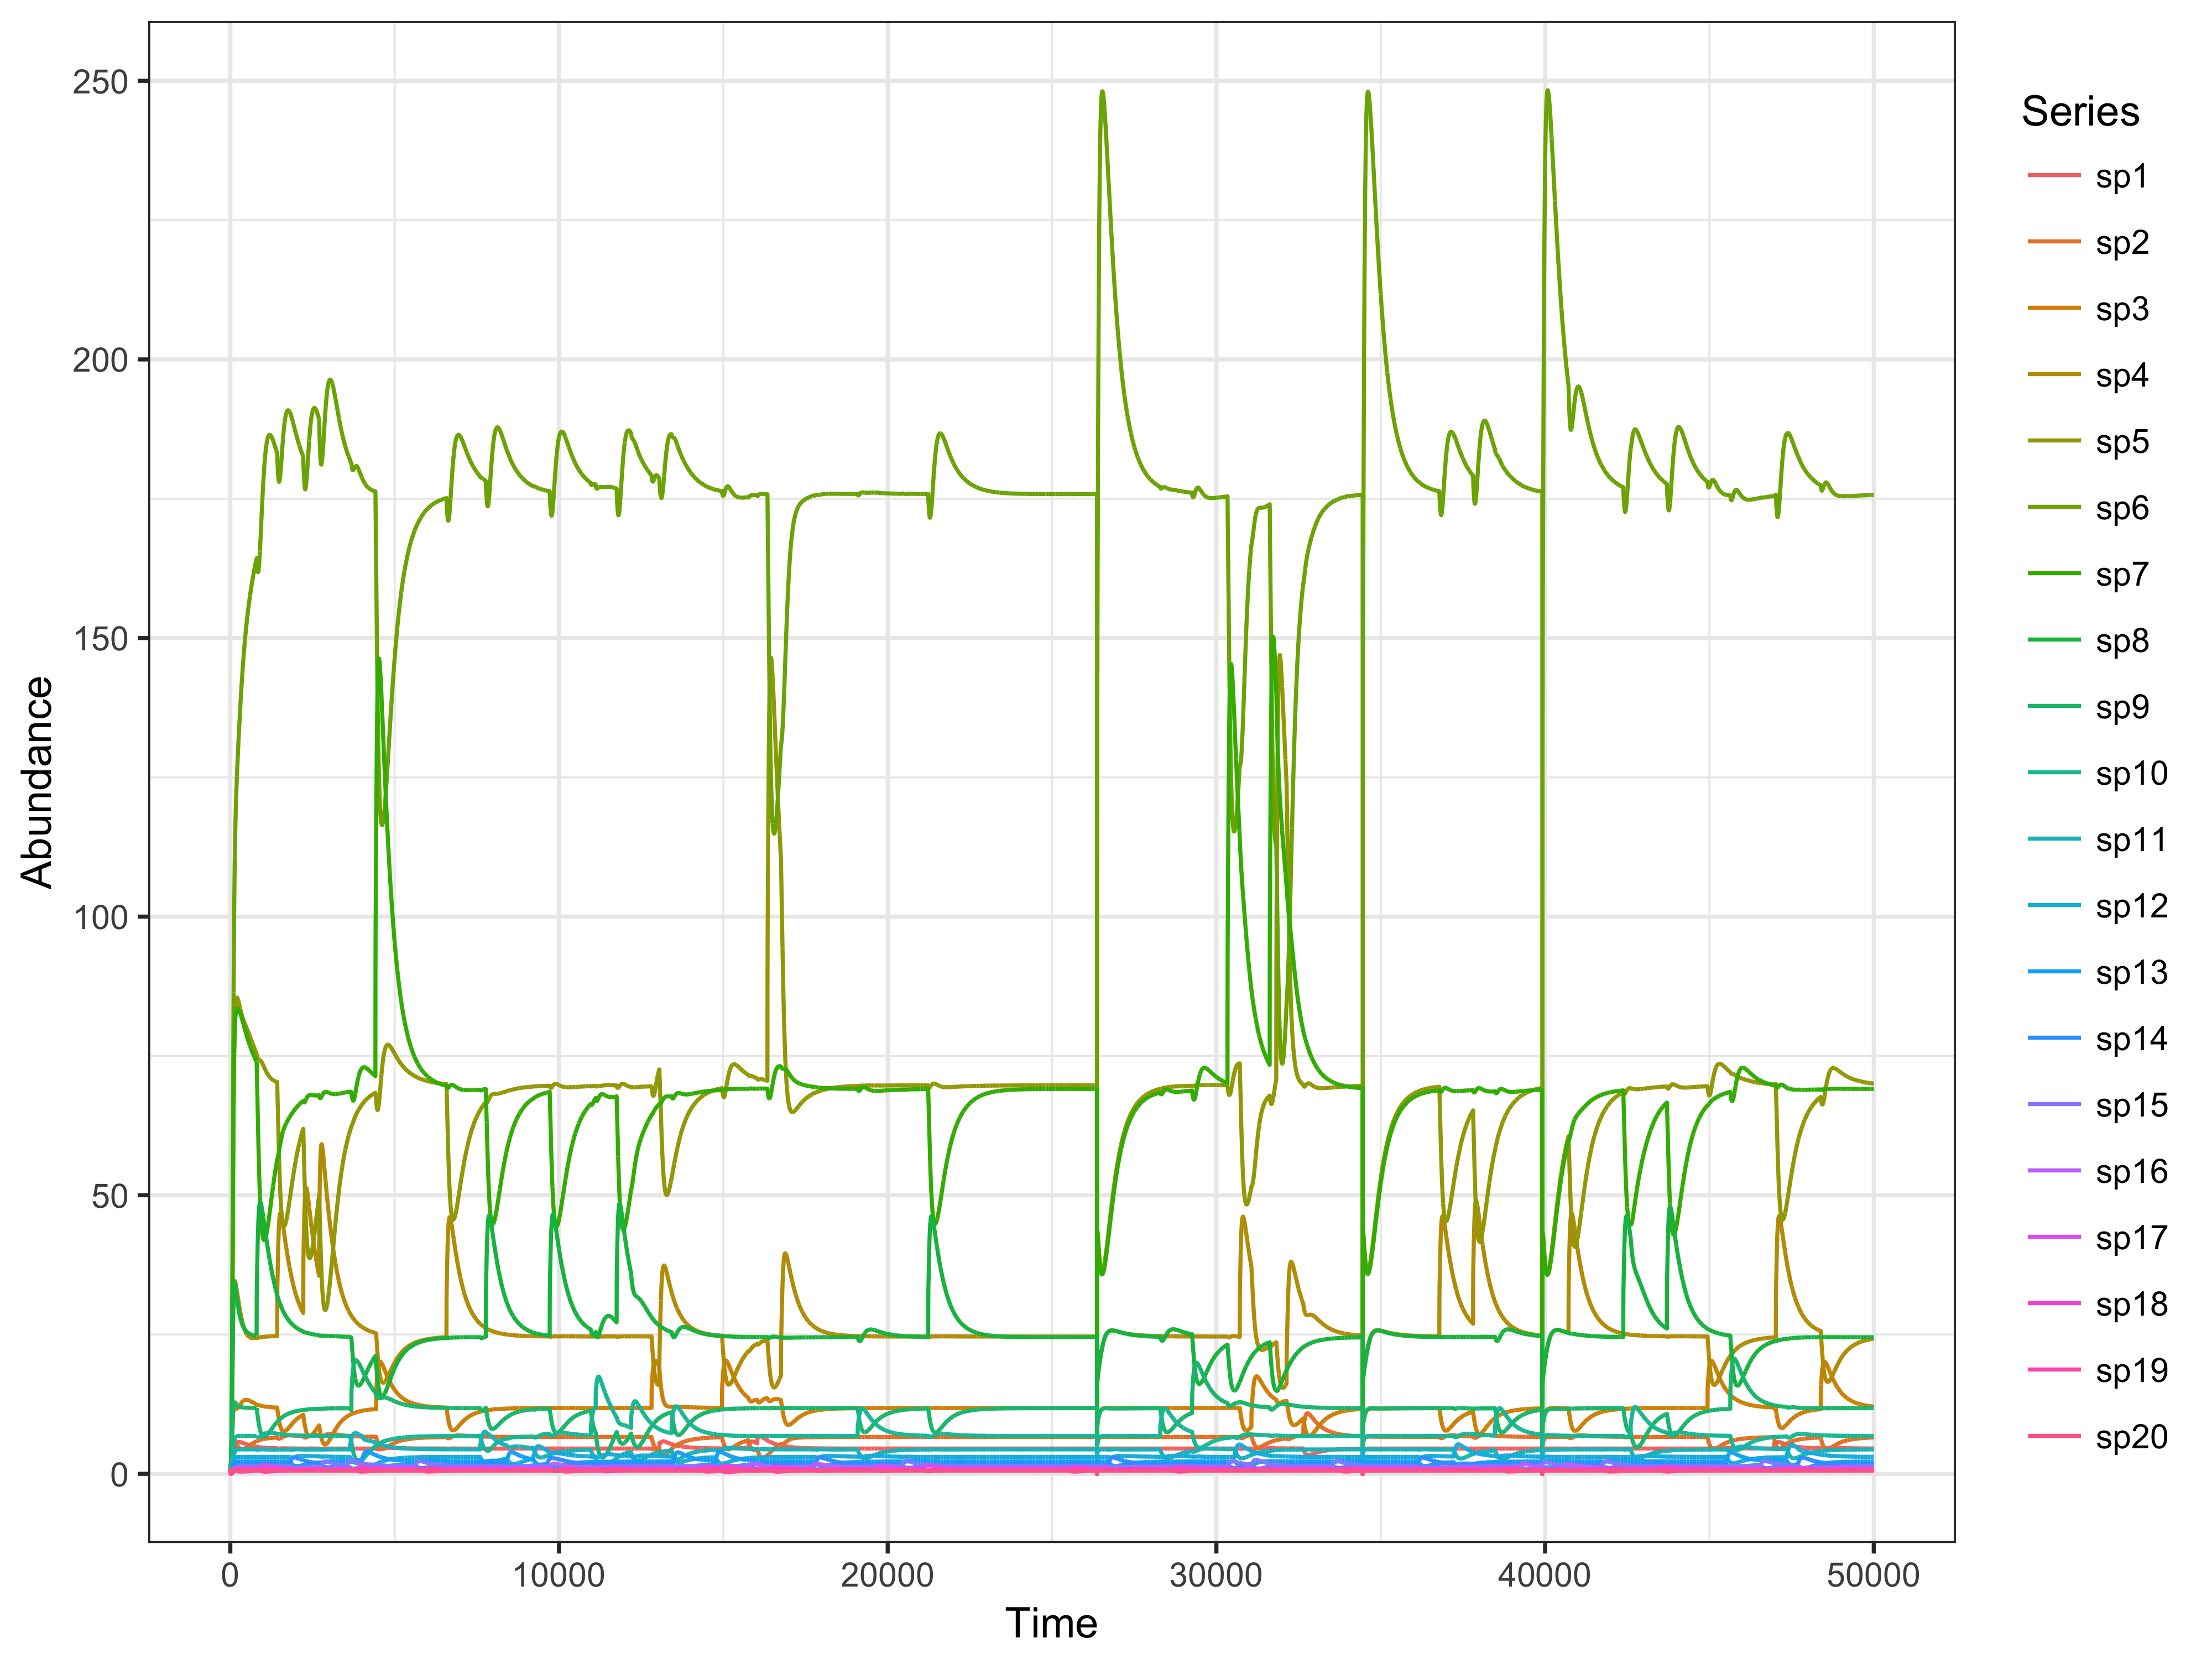 250
200
150
100
50
0
Abundance
0 10000 20000 30000 40000 50000
Time
Series
sp1
sp2
sp3
sp4
sp5
sp6
sp7
sp8
sp9
sp10
sp11
sp12
sp13
sp14
sp15
sp16
sp17
sp18
sp19
sp20